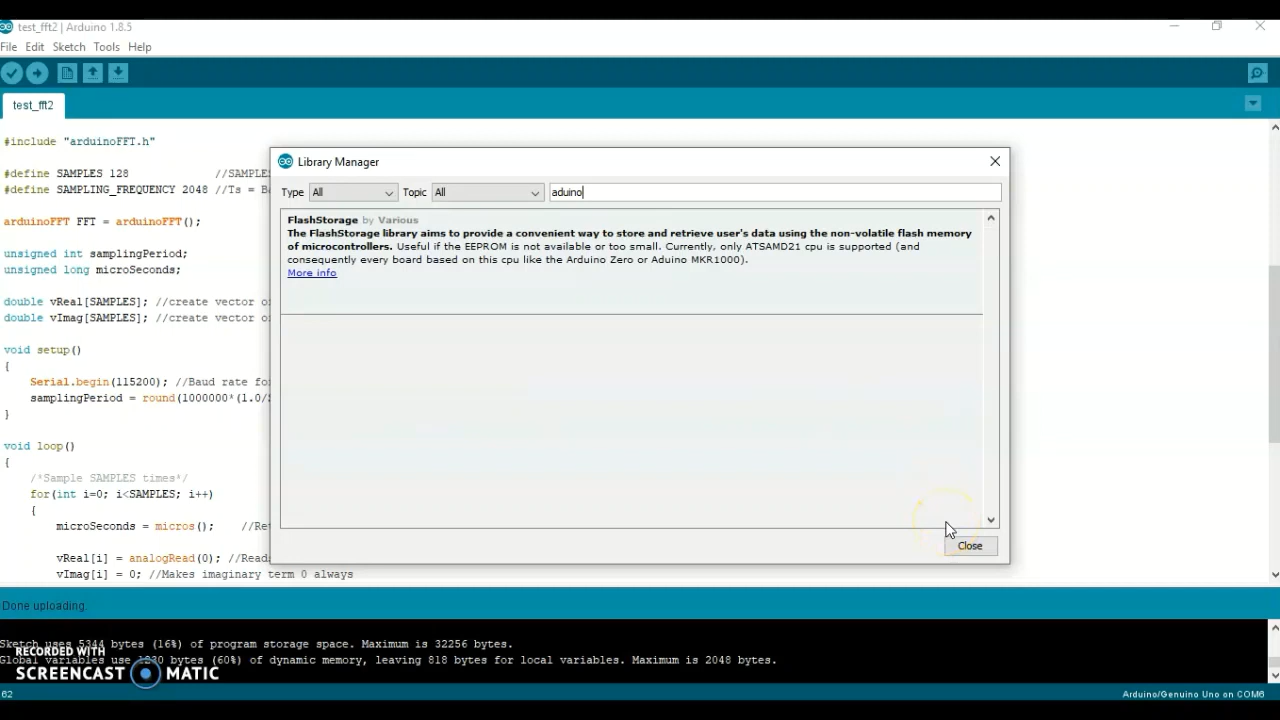 test_fft2 | Arduino 1.8.5
File Edit Sketch Tools Help
test_fft2
#include "arduinoFFT.h"
#define SAMPLES 128 //SAMPLES
#define SAMPLING_FREQUENCY 2048 //Ts = Ba
arduinoFFT FFT = arduinoFFT();
unsigned int samplingPeriod;
unsigned long microSeconds;
double vReal[SAMPLES]; //create vector o
double vImag[SAMPLES]; //create vector o
void setup()
{
Serial.begin(115200); //Baud rate fo
samplingPeriod = round(1000000*(1.0/
}
void loop()
{
/*Sample SAMPLES times*/
for(int i=0; i<SAMPLES; i++)
{
microSeconds = micros(); //Re
vReal[i] = analogRead(0); //Read
vImag[i] = 0; //Makes imaginary term 0 always
Library Manager
Type All Topic All aduino
FlashStorage by Various
The FlashStorage library aims to provide a convenient way to store and retrieve user's data using the non-volatile flash memory
of microcontrollers. Useful if the EEPROM is not available or too small. Currently, only ATSAMD21 cpu is supported (and
consequently every board based on this cpu like the Arduino Zero or Aduino MKR1000).
More info
Close
Done uploading.
Sketch uses 5344 bytes (16%) of program storage space. Maximum is 32256 bytes.
Global variables use 1230 bytes (60%) of dynamic memory, leaving 818 bytes for local variables. Maximum is 2048 bytes.
RECORDED WITH
SCREENCAST MATIC
62
Arduino/Genuino Uno on COM6